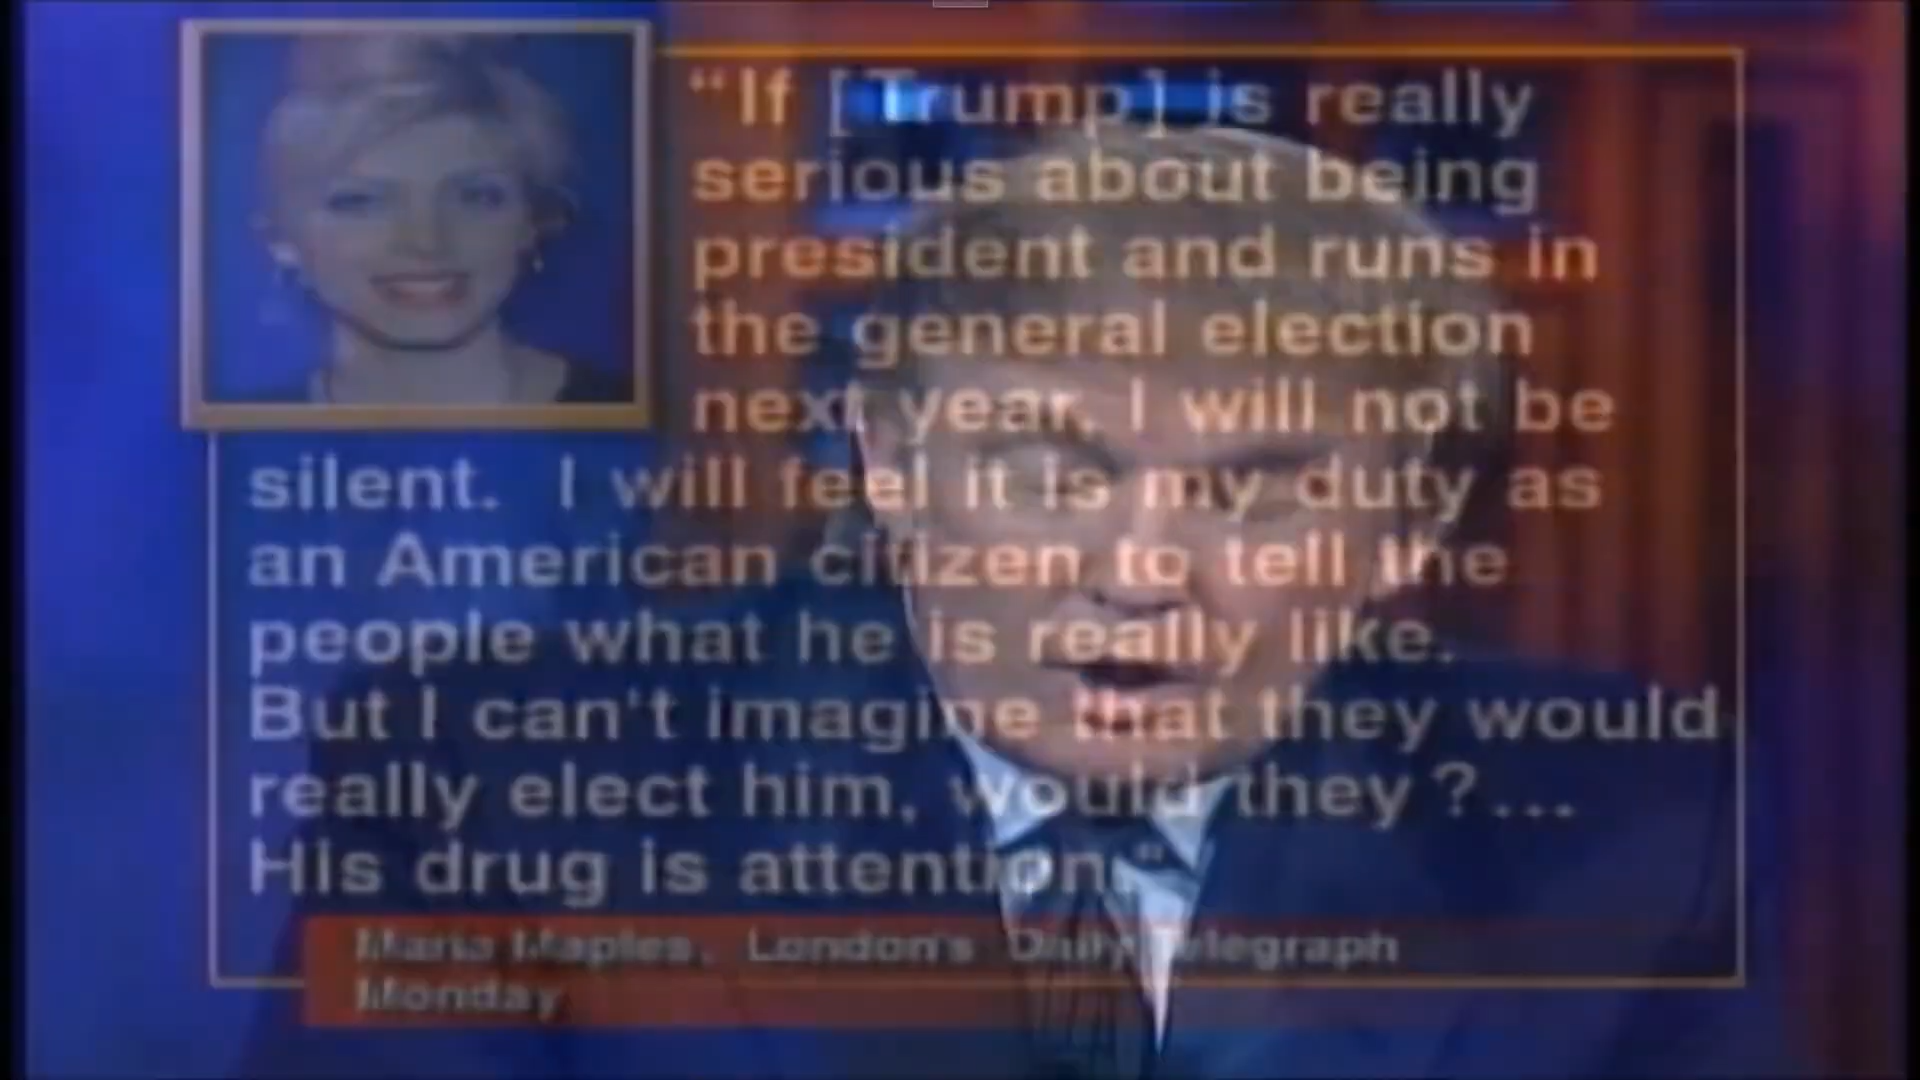 “If [Trump] is really
serious about being
president and runs in
the general election
next year. I will not be
silent. I will feel it is my duty as
an American citizen to tell the
people what he is really like.
But I can't imagine that they would
really elect him, would they?...
His drug is attention.“
Marla Maples, London's Daily Telegraph
Monday